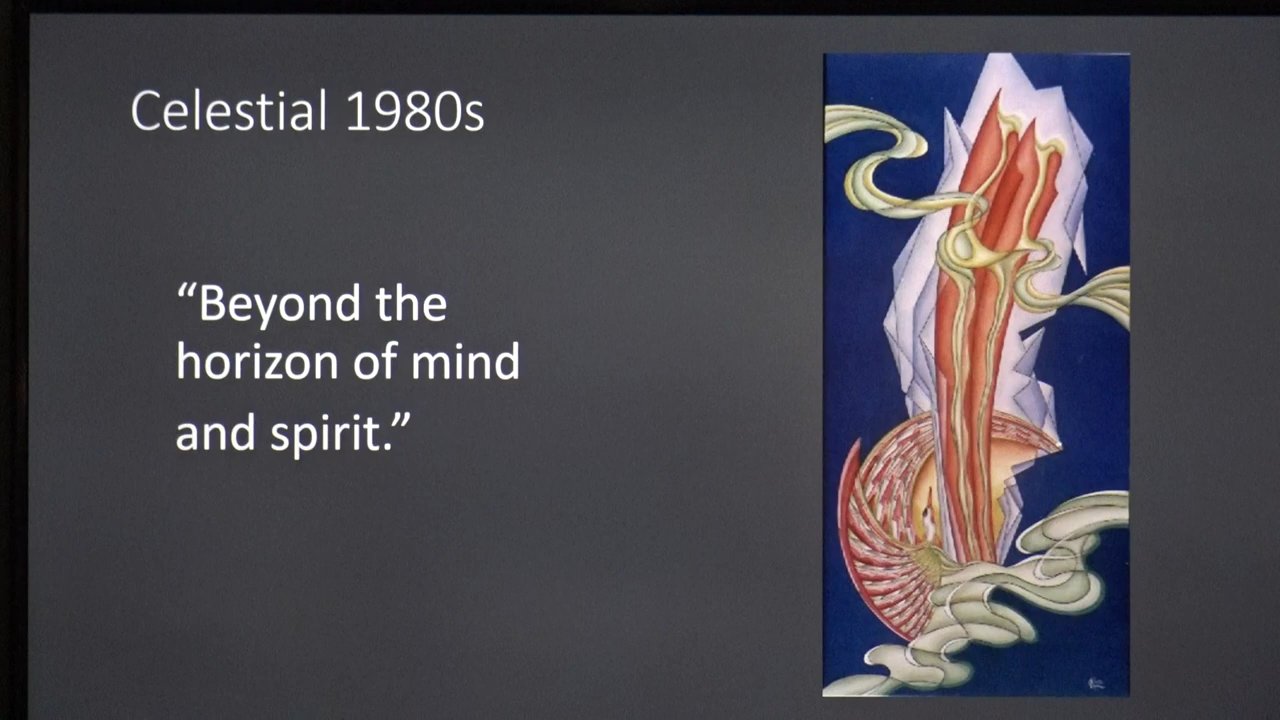 Celestial 1980s
“Beyond the
horizon of mind
and spirit.”